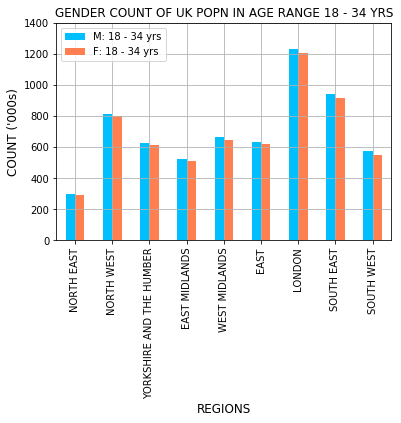 GENDER COUNT OF UK POPN IN AGE RANGE 18 - 34 YRS
M: 18 - 34 yrs
F: 18 - 34 yrs
COUNT ('000s)
1400
1200
1000
800
600
400
200
0
NORTH EAST
NORTH WEST
YORKSHIRE AND THE HUMBER
EAST MIDLANDS
WEST MIDLANDS
EAST
LONDON
SOUTH EAST
SOUTH WEST
REGIONS